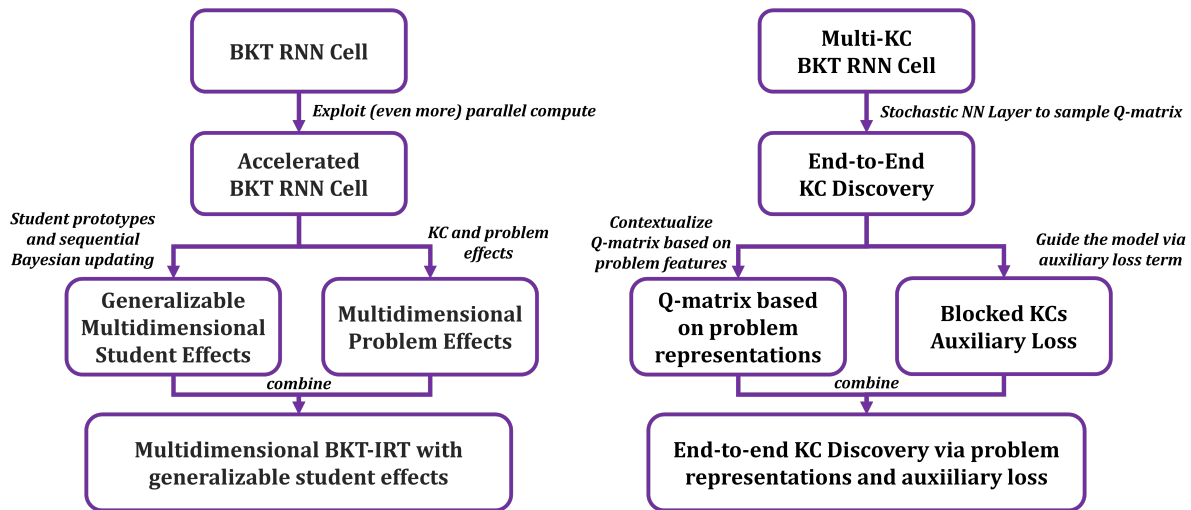 BKT RNN Cell
Exploit (even more) parallel compute
Accelerated
BKT RNN Cell
Student prototypes
and sequential
Bayesian updating
KC and problem
effects
Generalizable
Multidimensional
Student Effects
Multidimensional
Problem Effects
combine
Multidimensional BKT-IRT with
generalizable student effects
Multi-KC
BKT RNN Cell
Stochastic NN Layer to sample Q-matrix
End-to-End
KC Discovery
Contextualize
Q-matrix based on
problem features
Guide the model via
auxiliary loss term
Q-matrix based
on problem
representations
Blocked KCs
Auxiliary Loss
combine
End-to-end KC Discovery via problem
representations and auxiiliary loss